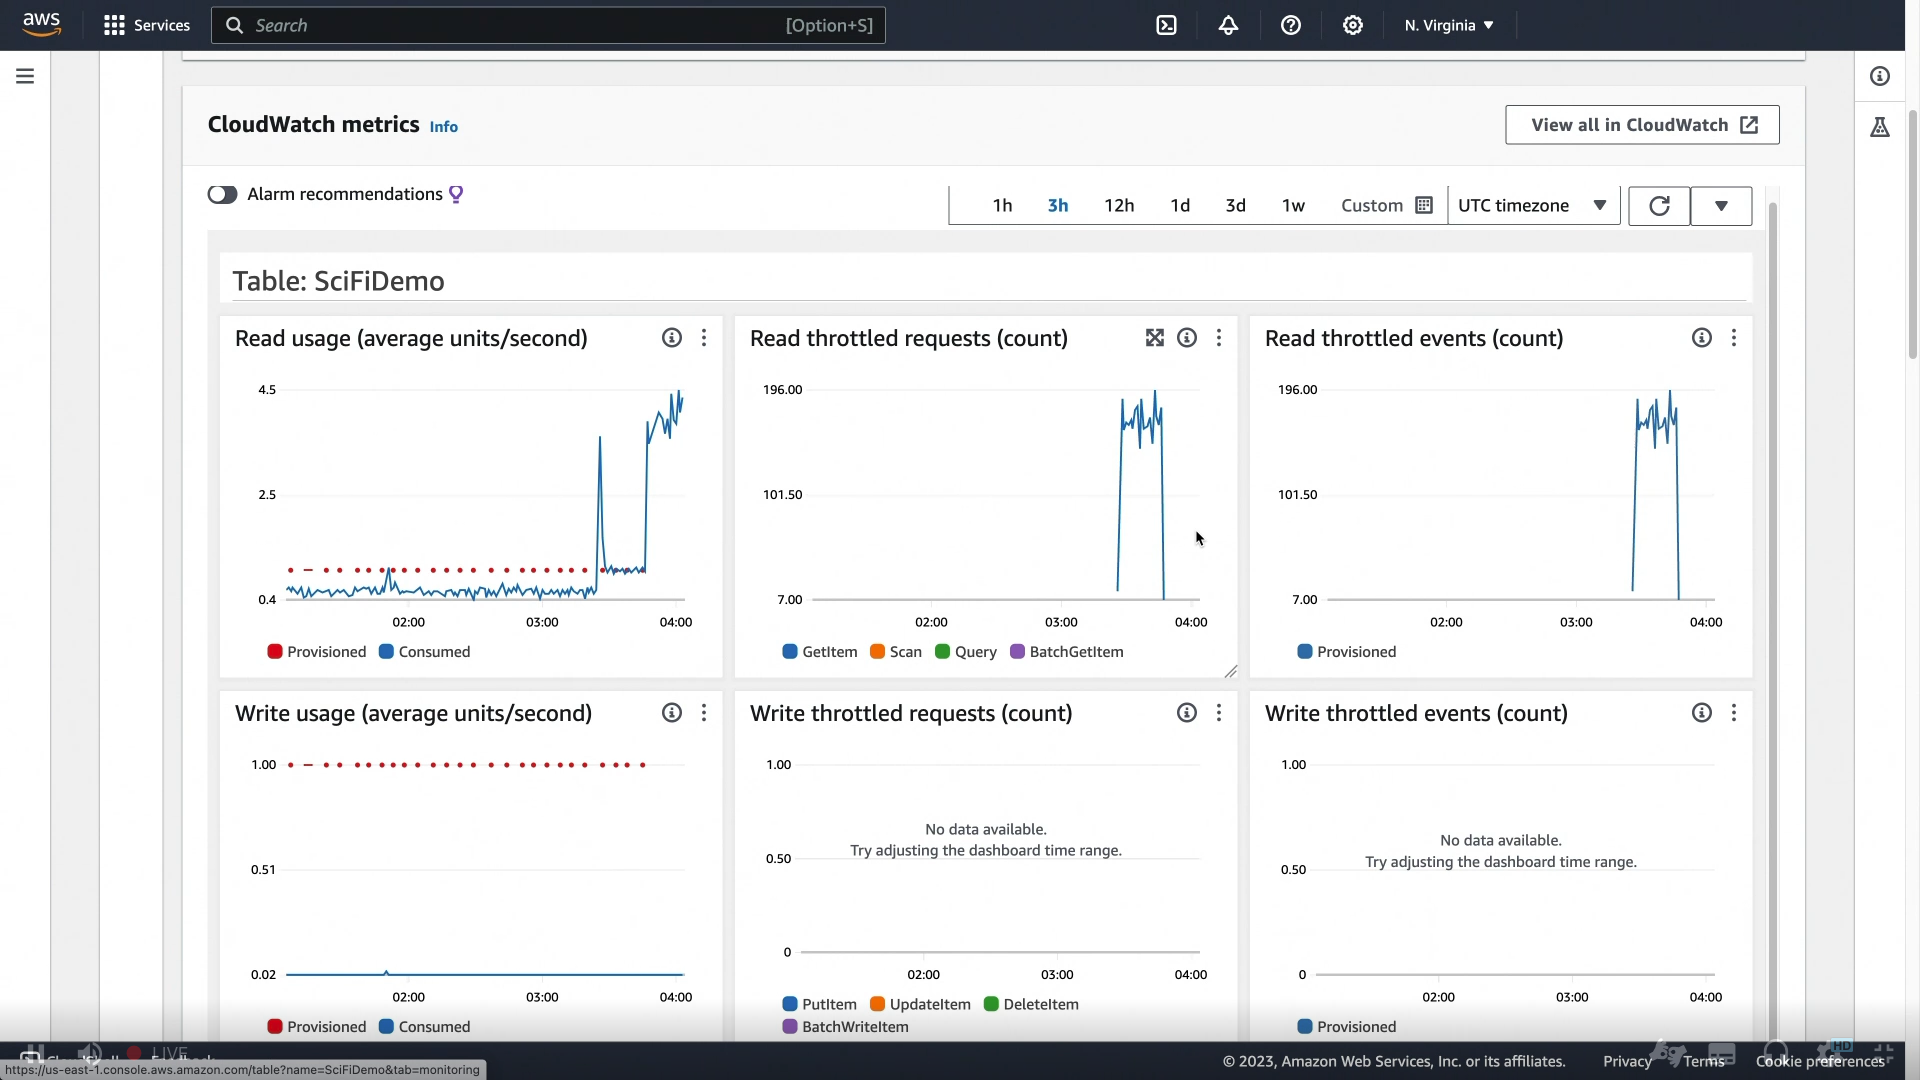 aws
Services
Search [Option+S]
N. Virginia
CloudWatch metrics Info
View all in CloudWatch
Alarm recommendations
1h 3h 12h 1d 3d 1w Custom UTC timezone
Table: SciFiDemo
Read usage (average units/second)
4.5
2.5
0.4
02:00 03:00 04:00
Provisioned Consumed
Read throttled requests (count)
196.00
101.50
7.00
02:00 03:00 04:00
GetItem Scan Query BatchGetItem
Read throttled events (count)
196.00
101.50
7.00
02:00 03:00 04:00
Provisioned
Write usage (average units/second)
1.00
0.51
0.02
02:00 03:00 04:00
Provisioned Consumed
Write throttled requests (count)
1.00
No data available.
Try adjusting the dashboard time range.
0.50
0
02:00 03:00 04:00
PutItem UpdateItem DeleteItem
BatchWriteItem
Write throttled events (count)
1.00
No data available.
Try adjusting the dashboard time range.
0.50
0
02:00 03:00 04:00
Provisioned
CloudShell Feedback
LIVE
© 2023, Amazon Web Services, Inc. or its affiliates. Privacy Terms Cookie preferences
HD
https://us-east-1.console.aws.amazon.com/table?name=SciFiDemo&tab=monitoring